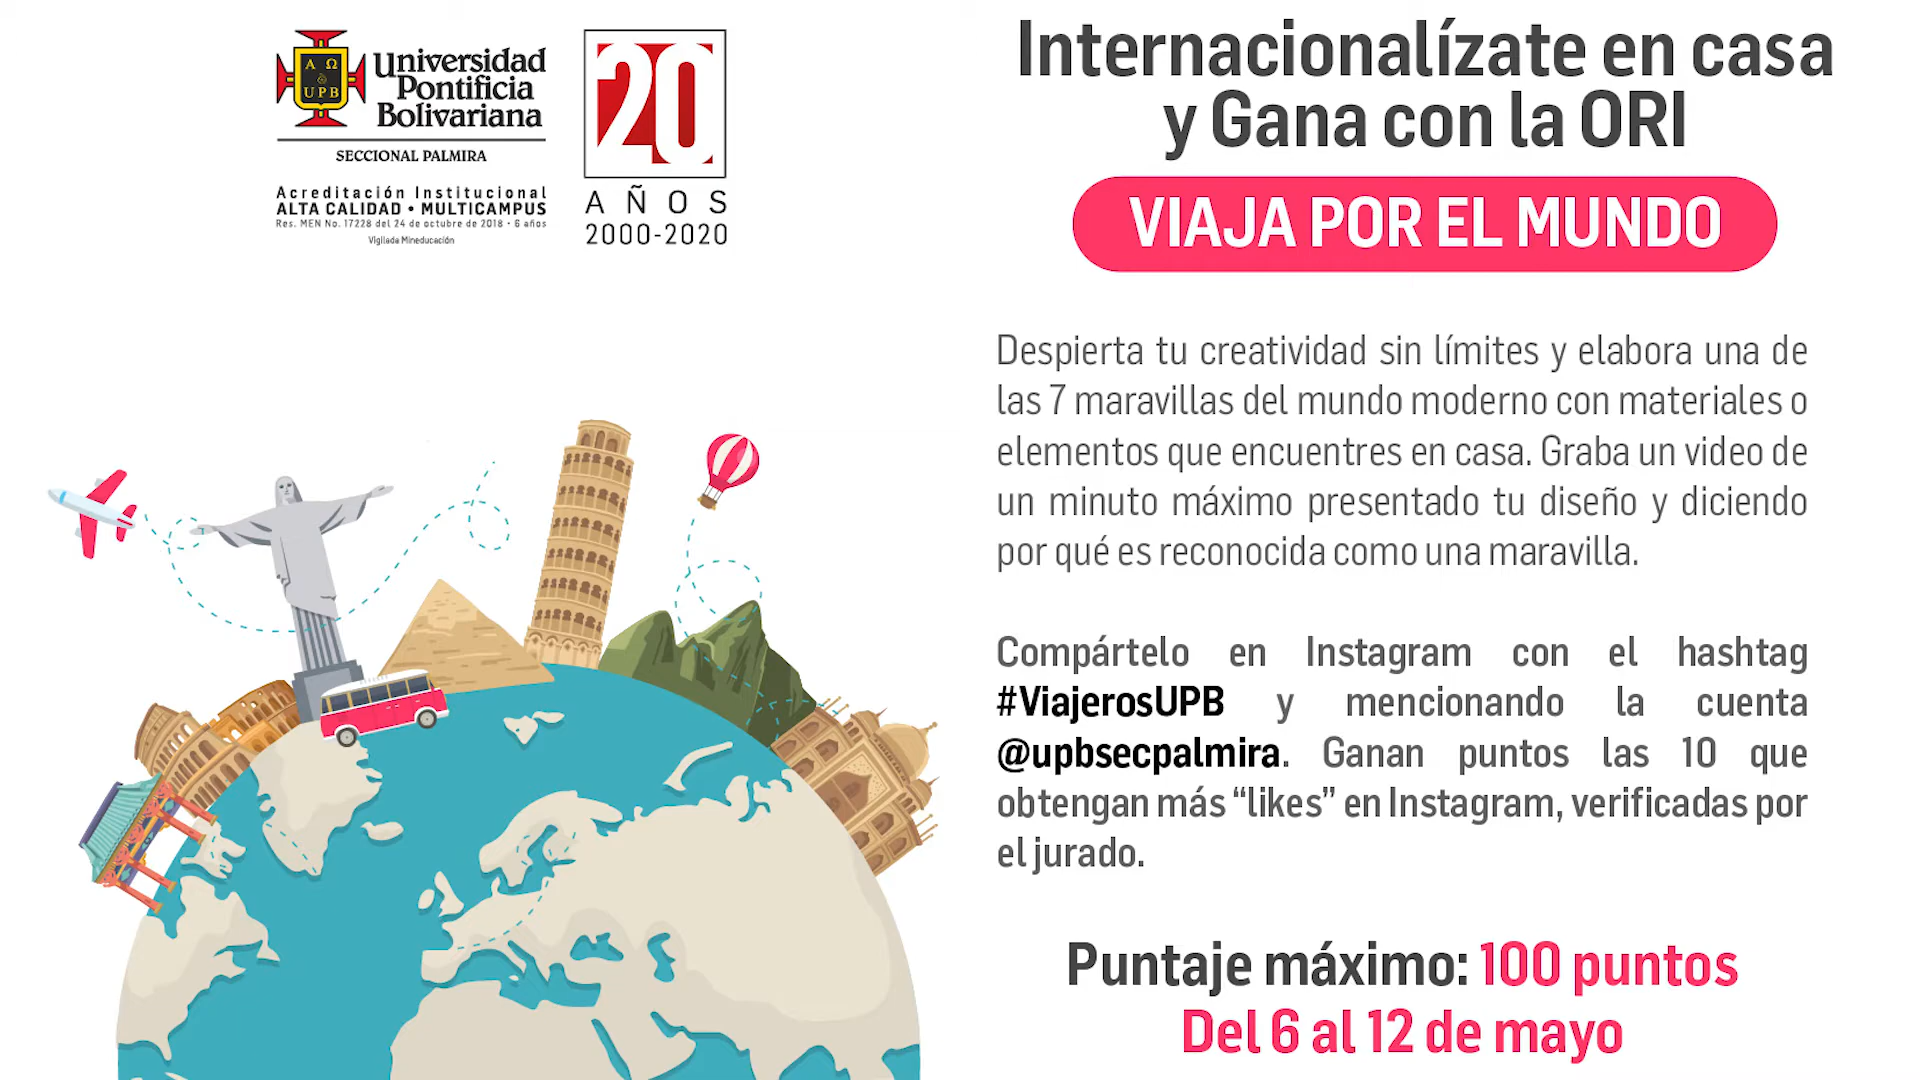 Universidad
Pontificia
Bolivariana
SECCIONAL PALMIRA
Acreditación Institucional
ALTA CALIDAD • MULTICAMPUS
Res. MEN No. 17228 del 24 de octubre de 2018 - 6 años
Vigilada Mineducación
Α Ω
UPB
20
AÑOS
2000-2020
Internacionalízate en casa
y Gana con la ORI
VIAJA POR EL MUNDO
Despierta tu creatividad sin límites y elabora una de
las 7 maravillas del mundo moderno con materiales o
elementos que encuentres en casa. Graba un video de
un minuto máximo presentado tu diseño y diciendo
por qué es reconocida como una maravilla.
Compártelo en Instagram con el hashtag
#ViajerosUPB y mencionando la cuenta
@upbsecpalmira. Ganan puntos las 10 que
obtengan más “likes” en Instagram, verificadas por
el jurado.
Puntaje máximo: 100 puntos
Del 6 al 12 de mayo